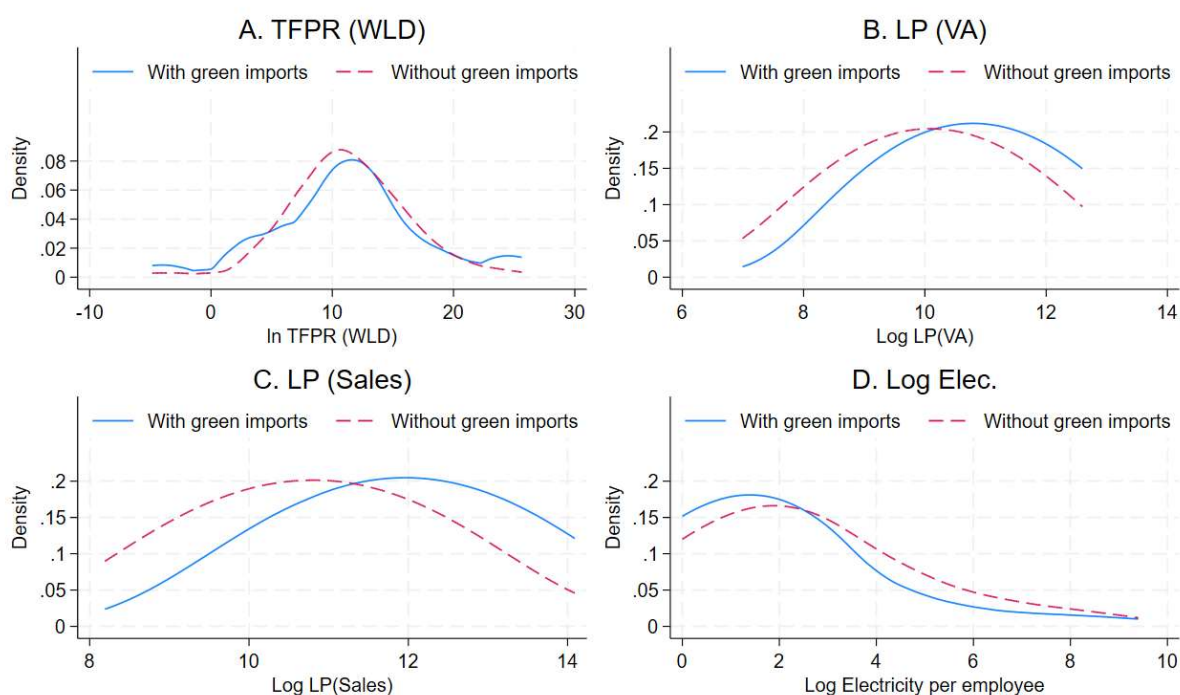 A. TFPR (WLD)
With green imports
Without green imports
Density
.08
.06
.04
.02
0
-10
0
10
20
30
ln TFPR (WLD)
B. LP (VA)
With green imports
Without green imports
Density
.2
.15
.1
.05
0
6
8
10
12
14
Log LP(VA)
C. LP (Sales)
With green imports
Without green imports
Density
.2
.15
.1
.05
0
8
10
12
14
Log LP(Sales)
D. Log Elec.
With green imports
Without green imports
Density
.2
.15
.1
.05
0
0
2
4
6
8
10
Log Electricity per employee